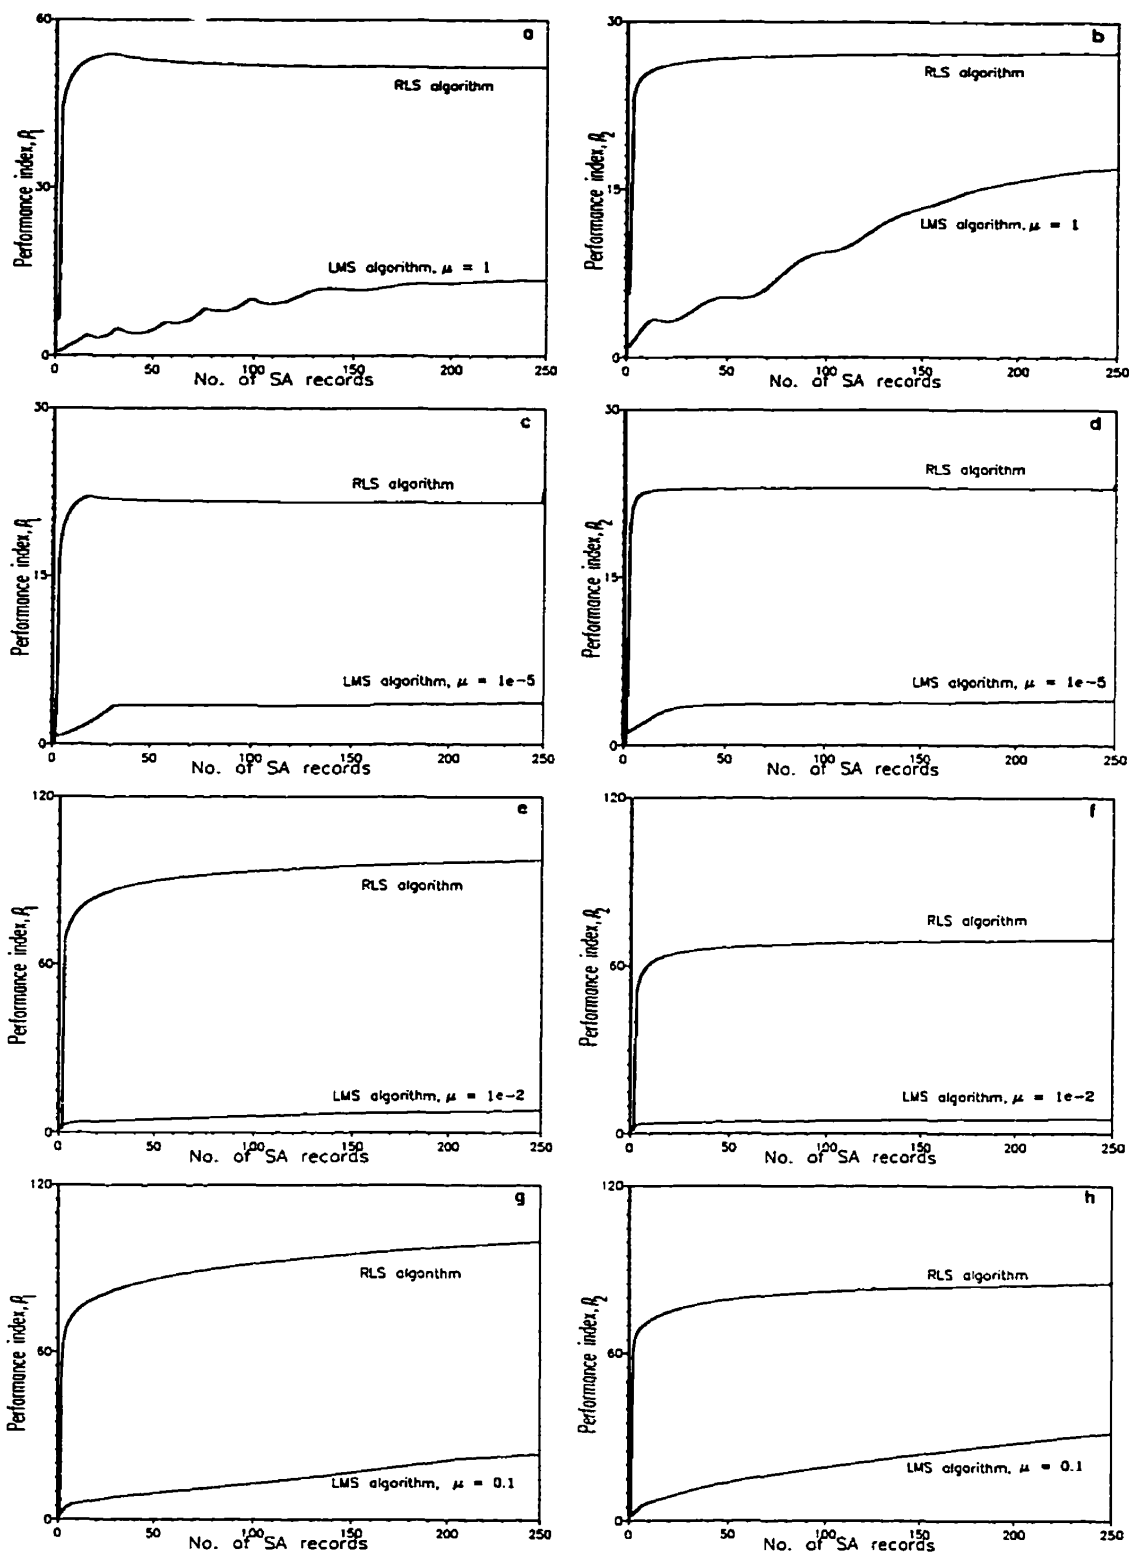 60
a
RLS algorithm
30
Performance index, P1
LMS algorithm, μ = 1
0
0 50 100 150 200 250
No. of SA records
30
b
RLS algorithm
15
Performance index, P2
LMS algorithm, μ = 1
0
0 50 100 150 200 250
No. of SA records
30
c
RLS algorithm
15
Performance index, P1
LMS algorithm, μ = 1e-5
0
0 50 100 150 200 250
No. of SA records
30
d
RLS algorithm
15
Performance index, P2
LMS algorithm, μ = 1e-5
0
0 50 100 150 200 250
No. of SA records
120
e
RLS algorithm
60
Performance index, P1
LMS algorithm, μ = 1e-2
0
0 50 100 150 200 250
No. of SA records
120
f
RLS algorithm
60
Performance index, P2
LMS algorithm, μ = 1e-2
0
0 50 100 150 200 250
No. of SA records
120
g
RLS algorithm
60
Performance index, P1
LMS algorithm, μ = 0.1
0
0 50 100 150 200 250
No. of SA records
120
h
RLS algorithm
60
Performance index, P2
LMS algorithm, μ = 0.1
0
0 50 100 150 200 250
No. of SA records